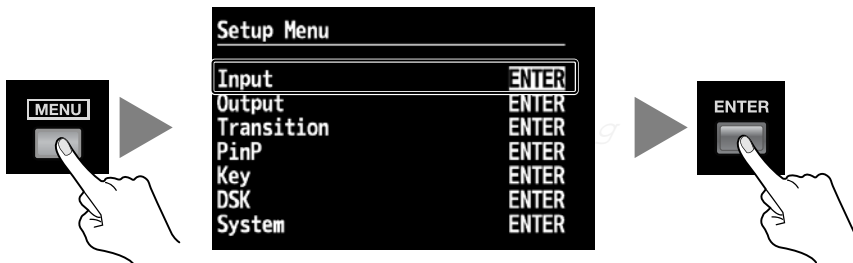 MENU
Setup Menu
Input ENTER
Output ENTER
Transition ENTER
PinP ENTER
Key ENTER
DSK ENTER
System ENTER
ENTER